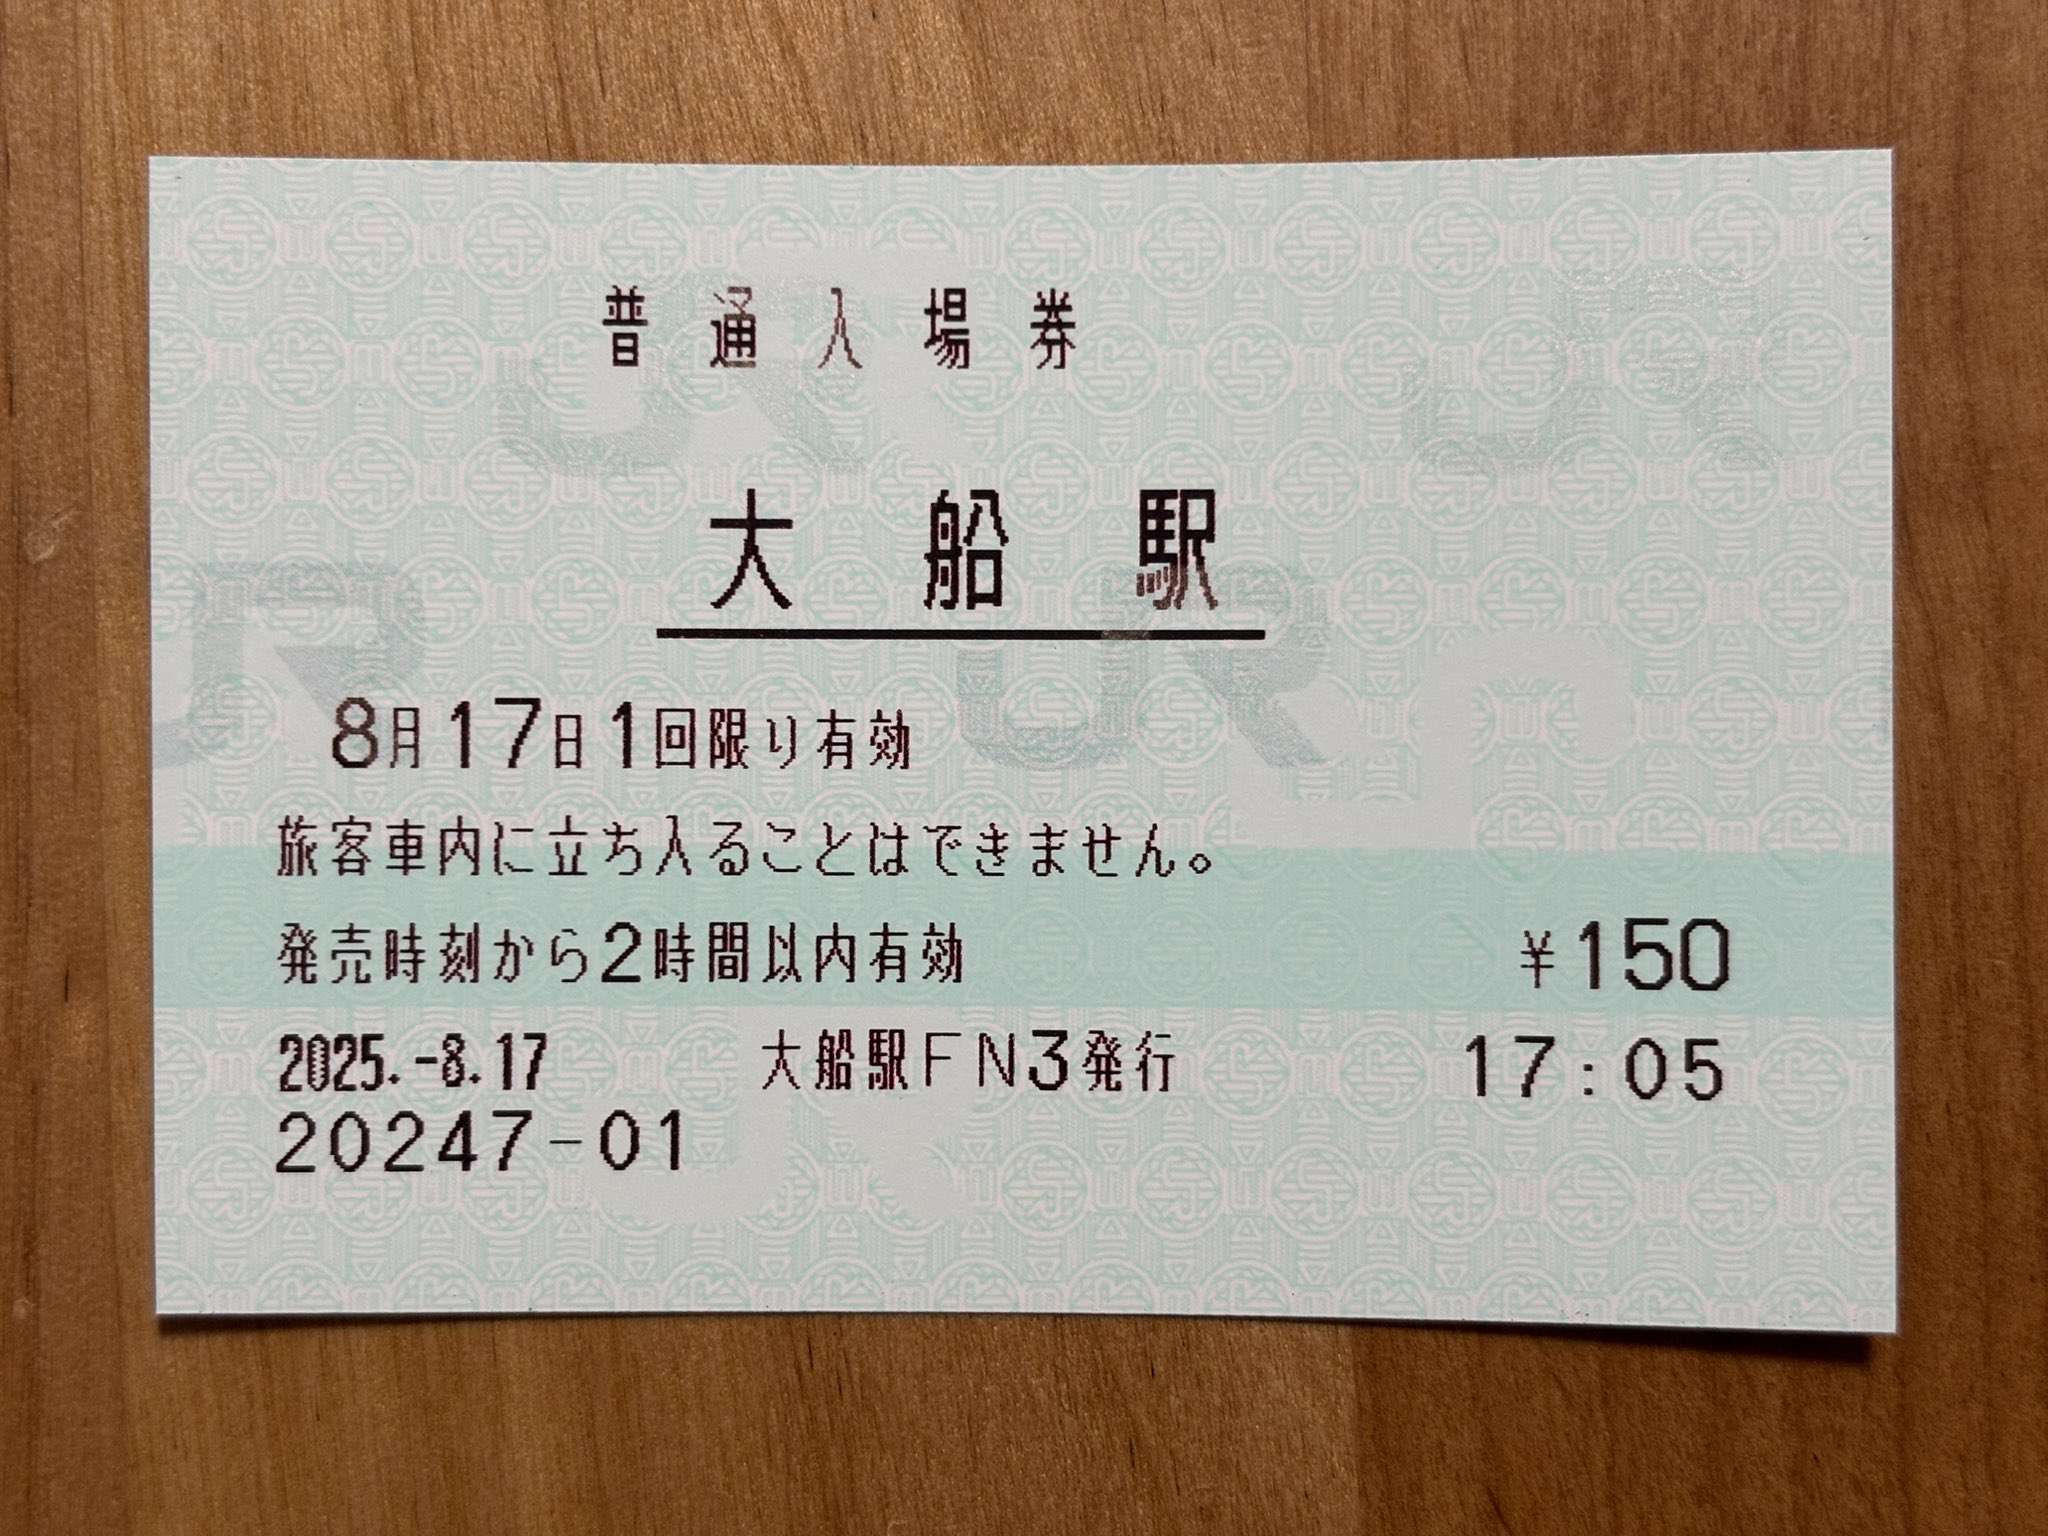 普通入場券
大船駅
8月17日1回限り有効
旅客車内に立ち入ることはできません。
発売時刻から2時間以内有効 ¥150
2025.-8.17 大船駅FN3発行 17:05
20247-01